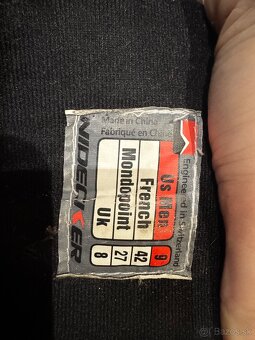 Made in China
Fabriqué en Chine
Engineered in Switzerland
NIDECKER
Us Men 9
French 42
Mondopoint 27
UK 8